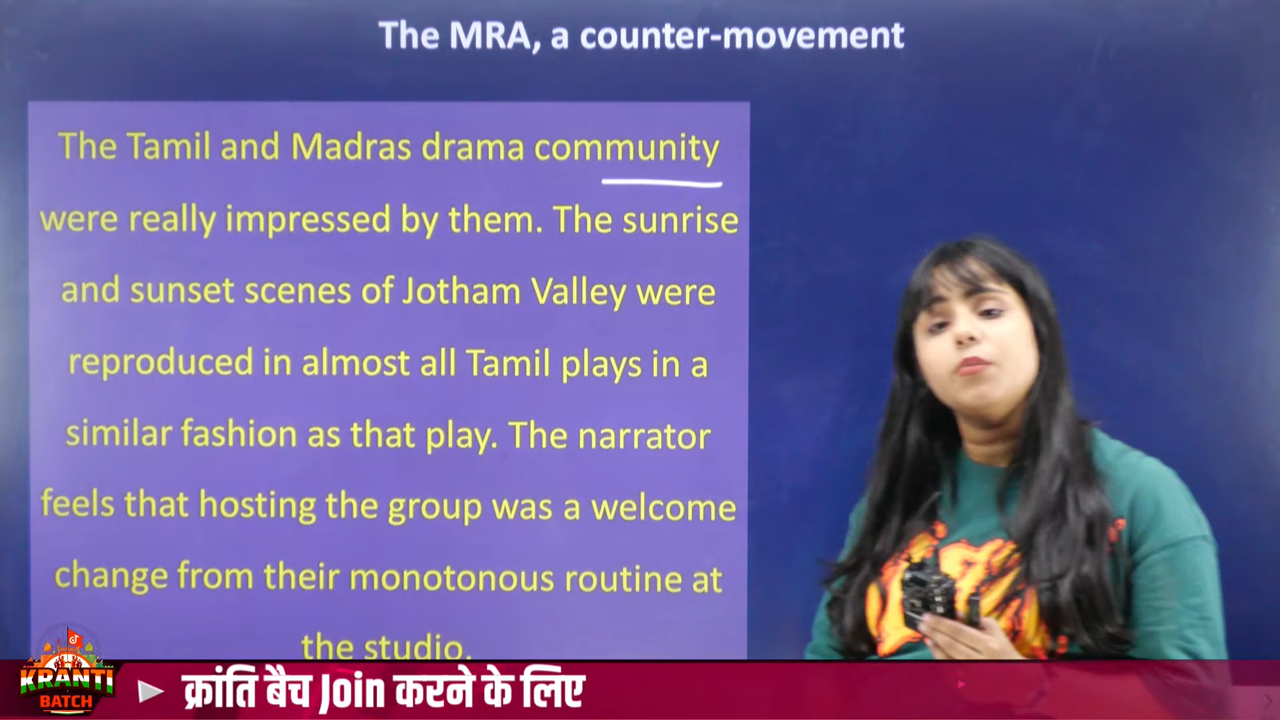 The MRA, a counter-movement
The Tamil and Madras drama community
were really impressed by them. The sunrise
and sunset scenes of Jotham Valley were
reproduced in almost all Tamil plays in a
similar fashion as that play. The narrator
feels that hosting the group was a welcome
change from their monotonous routine at
the studio.
KRANTI
BATCH
क्रांति बैच Join करने के लिए